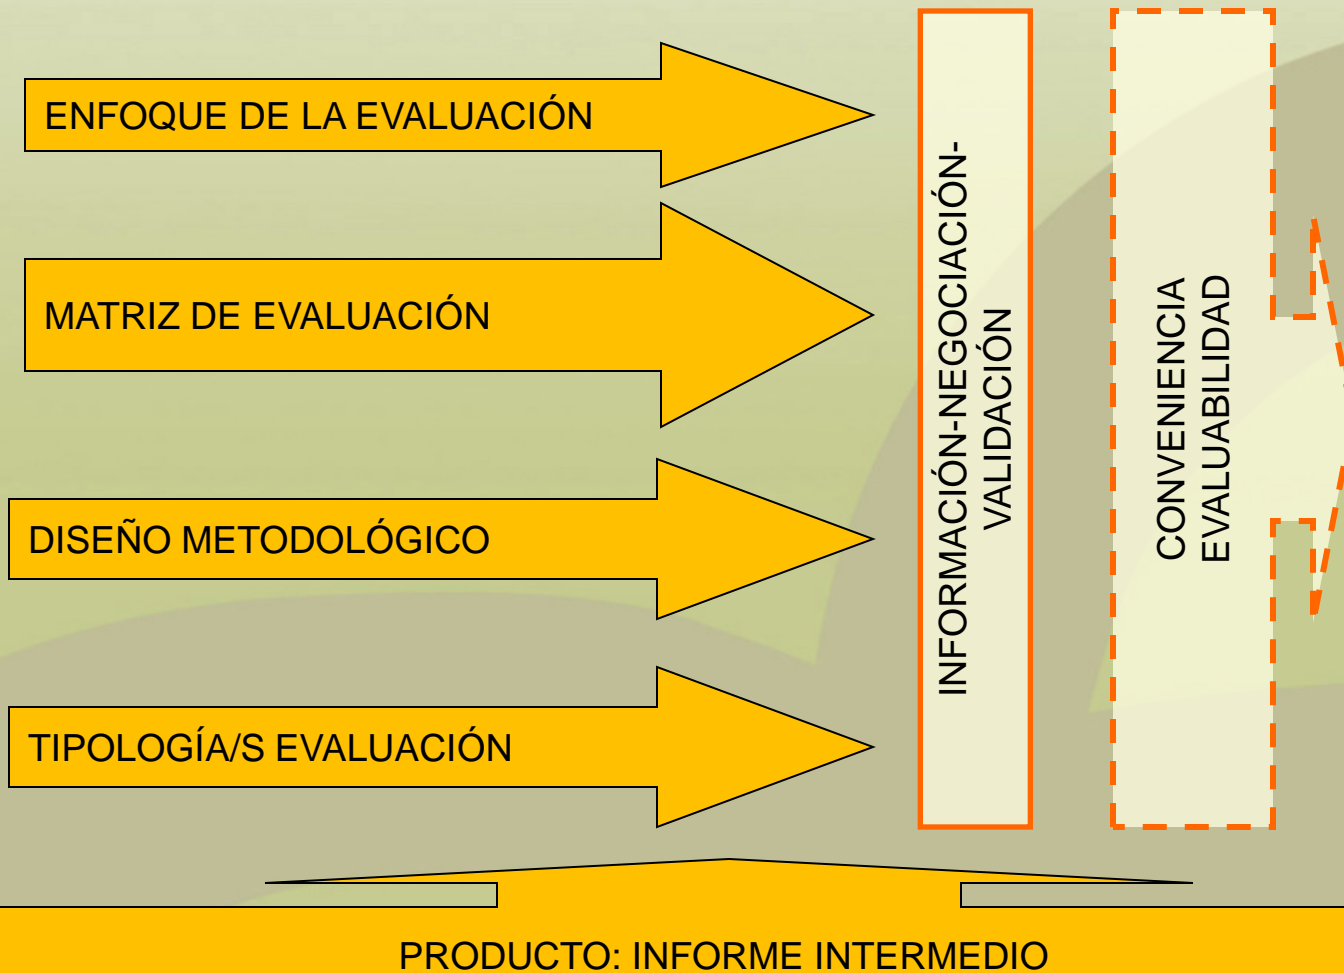 ENFOQUE DE LA EVALUACIÓN
MATRIZ DE EVALUACIÓN
DISEÑO METODOLÓGICO
TIPOLOGÍA/S EVALUACIÓN
INFORMACIÓN-NEGOCIACIÓN-
VALIDACIÓN
CONVENIENCIA
EVALUABILIDAD
PRODUCTO: INFORME INTERMEDIO